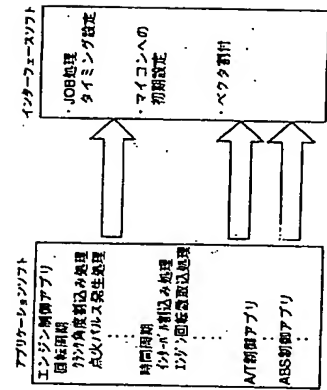 アプリケーションソフト
エンジン制御アプリ
回転周期
クランク角度割込み処理
点火パルス発生処理
時間周期
インターバル割込み処理
エンジン回転数取込処理
A/T制御アプリ
ABS制御アプリ
インターフェースソフト
・JOB処理
タイミング設定
・マイコンへの
初期設定
・ベクタ割付